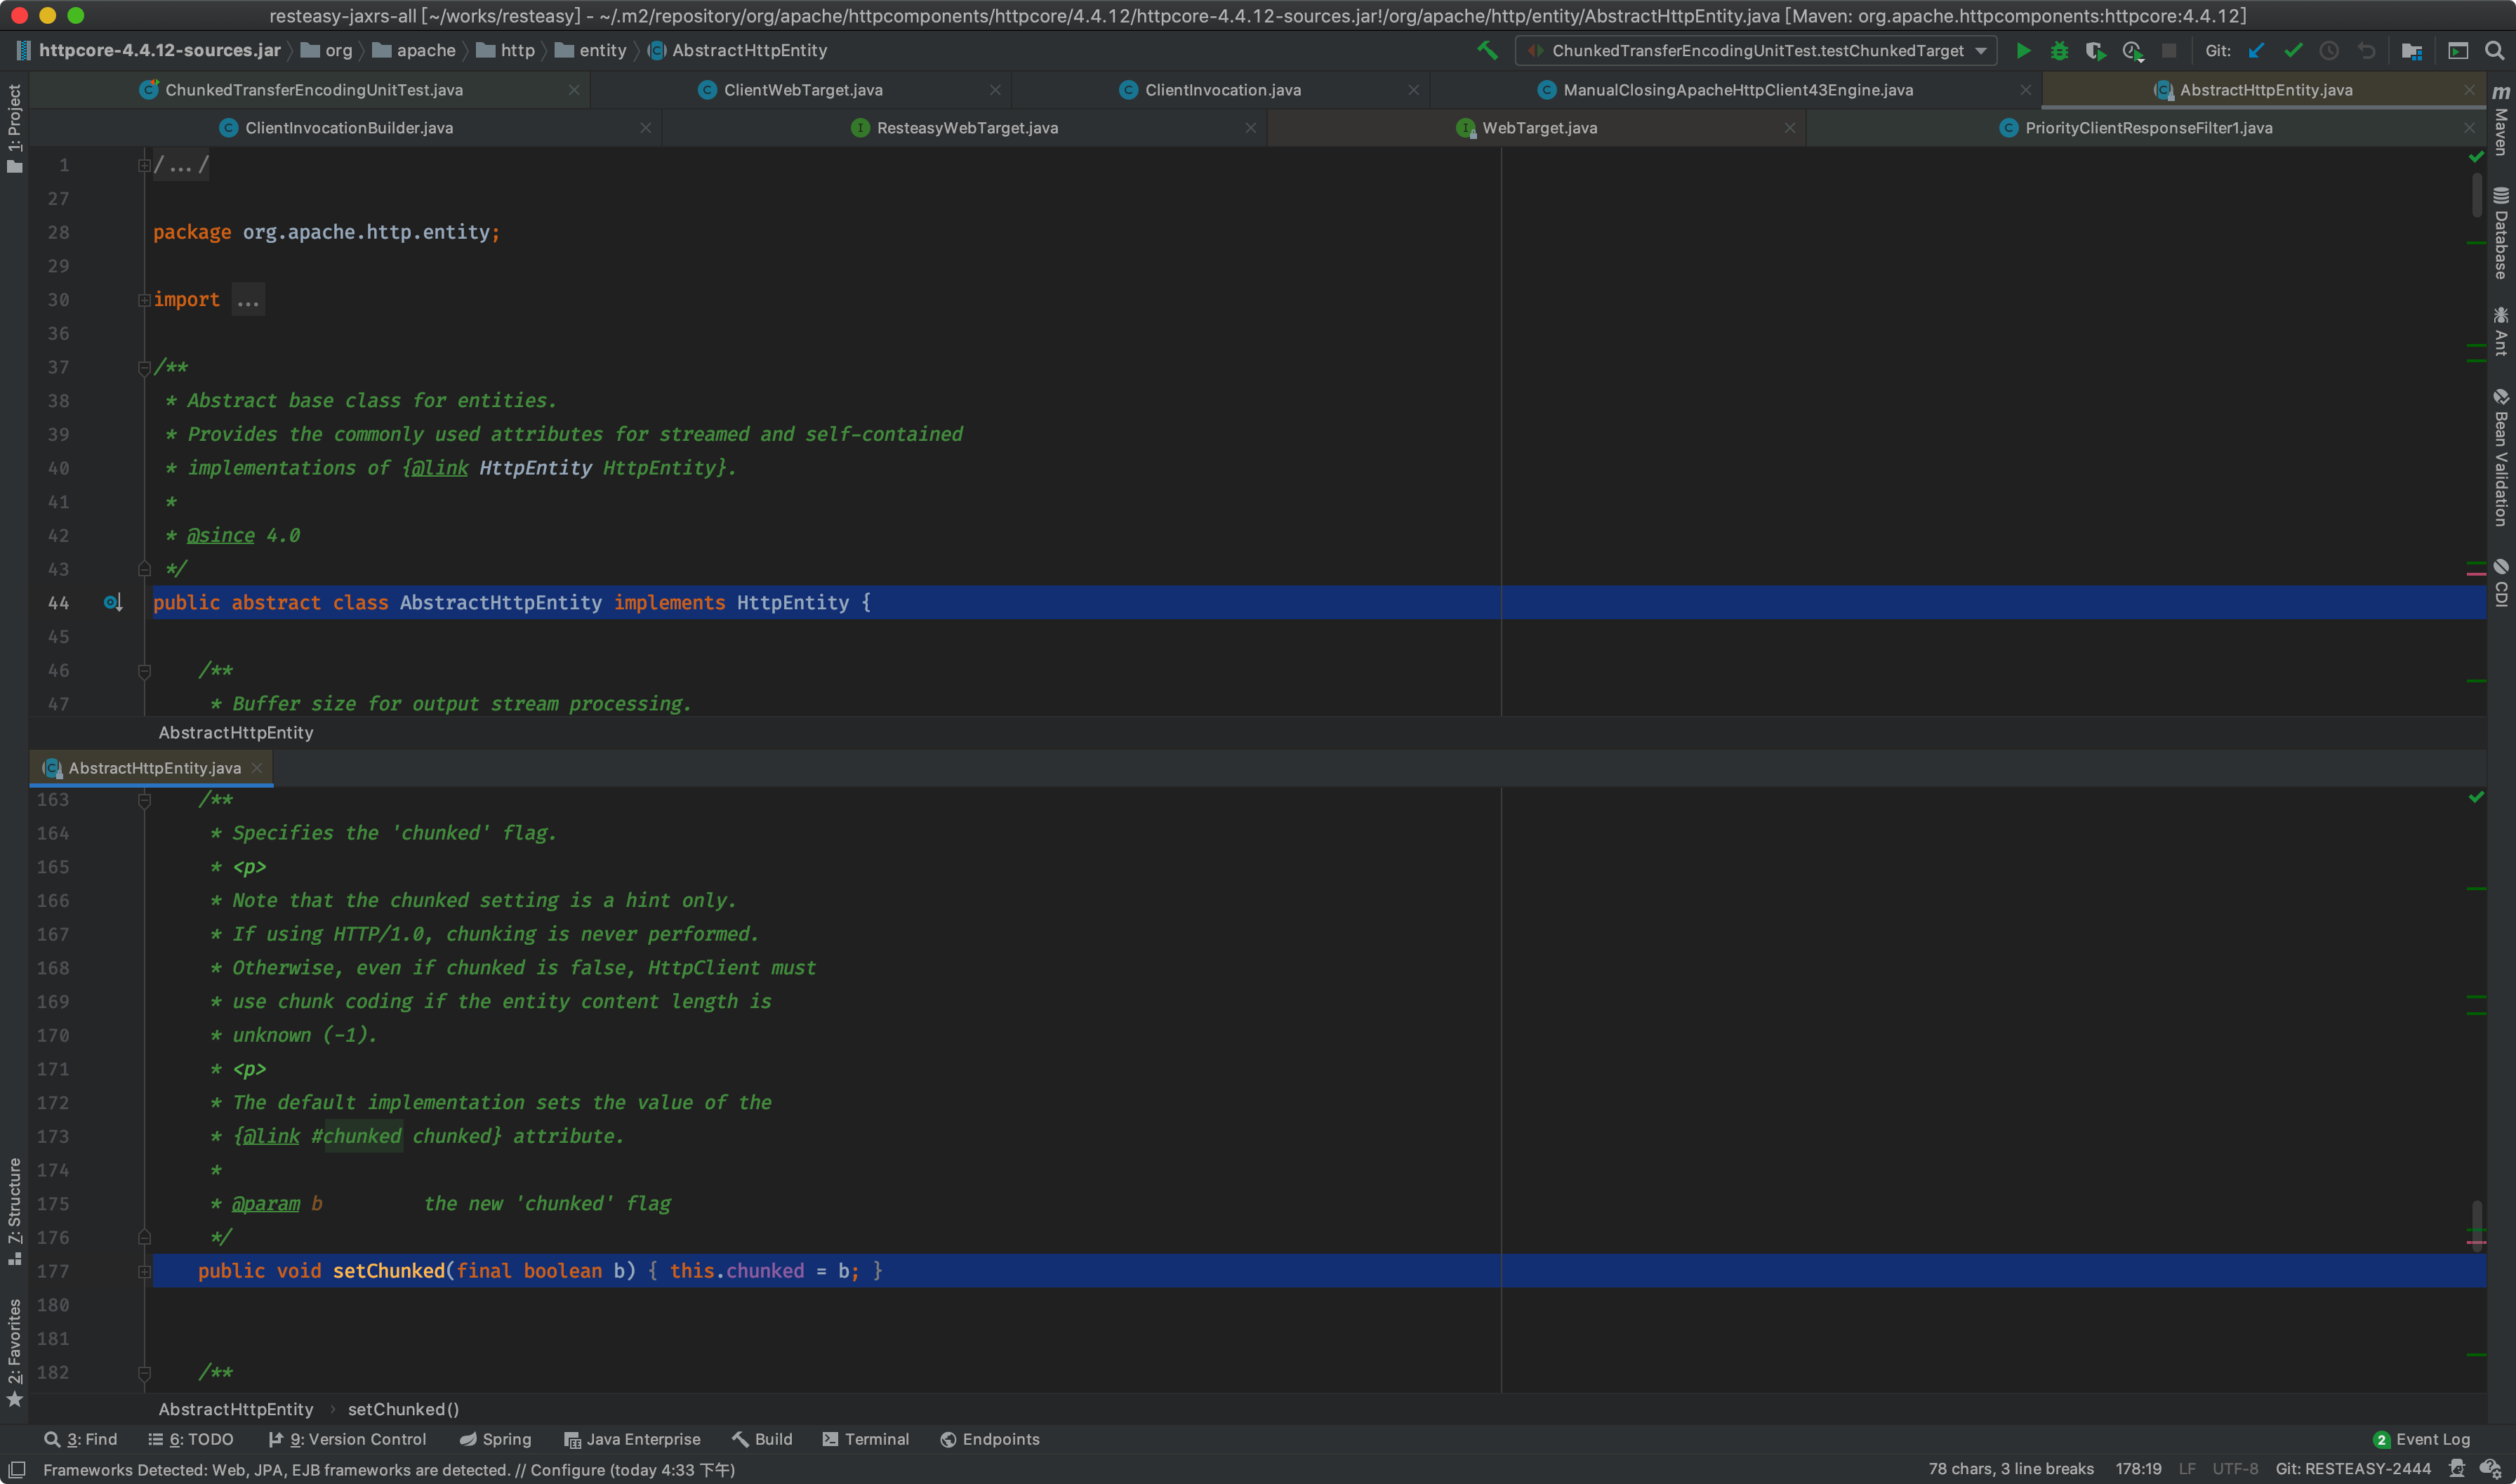 resteasy-jaxrs-all [~/works/resteasy] - ~/.m2/repository/org/apache/httpcomponents/httpcore/4.4.12/httpcore-4.4.12-sources.jar!/org/apache/http/entity/AbstractHttpEntity.java [Maven: org.apache.httpcomponents:httpcore:4.4.12]
httpcore-4.4.12-sources.jar org apache http entity AbstractHttpEntity ChunkedTransferEncodingUnitTest.testChunkedTarget Git:
ChunkedTransferEncodingUnitTest.java ClientWebTarget.java ClientInvocation.java ManualClosingApacheHttpClient43Engine.java AbstractHttpEntity.java
ClientInvocationBuilder.java ResteasyWebTarget.java WebTarget.java PriorityClientResponseFilter1.java
1: Project
7: Structure
2: Favorites
1 /.../
27
28 package org.apache.http.entity;
29
30 import ...
36
37 /**
38 * Abstract base class for entities.
39 * Provides the commonly used attributes for streamed and self-contained
40 * implementations of {@link HttpEntity HttpEntity}.
41 *
42 * @since 4.0
43 */
44 public abstract class AbstractHttpEntity implements HttpEntity {
45
46 /**
47 * Buffer size for output stream processing.
AbstractHttpEntity
AbstractHttpEntity.java
163 /**
164 * Specifies the 'chunked' flag.
165 * <p>
166 * Note that the chunked setting is a hint only.
167 * If using HTTP/1.0, chunking is never performed.
168 * Otherwise, even if chunked is false, HttpClient must
169 * use chunk coding if the entity content length is
170 * unknown (-1).
171 * <p>
172 * The default implementation sets the value of the
173 * {@link #chunked chunked} attribute.
174 *
175 * @param b the new 'chunked' flag
176 */
177 public void setChunked(final boolean b) { this.chunked = b; }
180
181
182 /**
AbstractHttpEntity setChunked()
m Maven
Database
Ant
Bean Validation
CDI
3: Find 6: TODO 9: Version Control Spring Java Enterprise Build Terminal Endpoints 2 Event Log
Frameworks Detected: Web, JPA, EJB frameworks are detected. // Configure (today 4:33 下午) 78 chars, 3 line breaks 178:19 LF UTF-8 Git: RESTEASY-2444